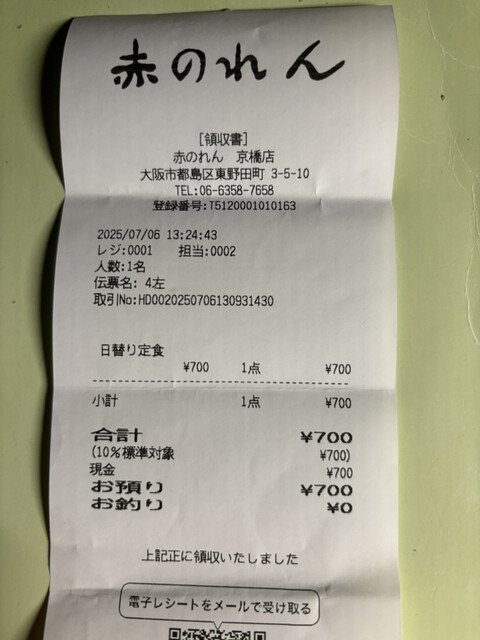 赤のれん
[領収書]
赤のれん 京橋店
大阪市都島区東野田町 3-5-10
TEL:06-6358-7658
登録番号:T5120001010163
2025/07/06 13:24:43
レジ:0001 担当:0002
人数:1名
伝票名: 4左
取引No:HD0020250706130931430
日替り定食
¥700 1点 ¥700
小計 1点 ¥700
合計 ¥700
(10%標準対象 ¥700)
現金 ¥700
お預り ¥700
お釣り ¥0
上記正に領収いたしました
電子レシートをメールで受け取る